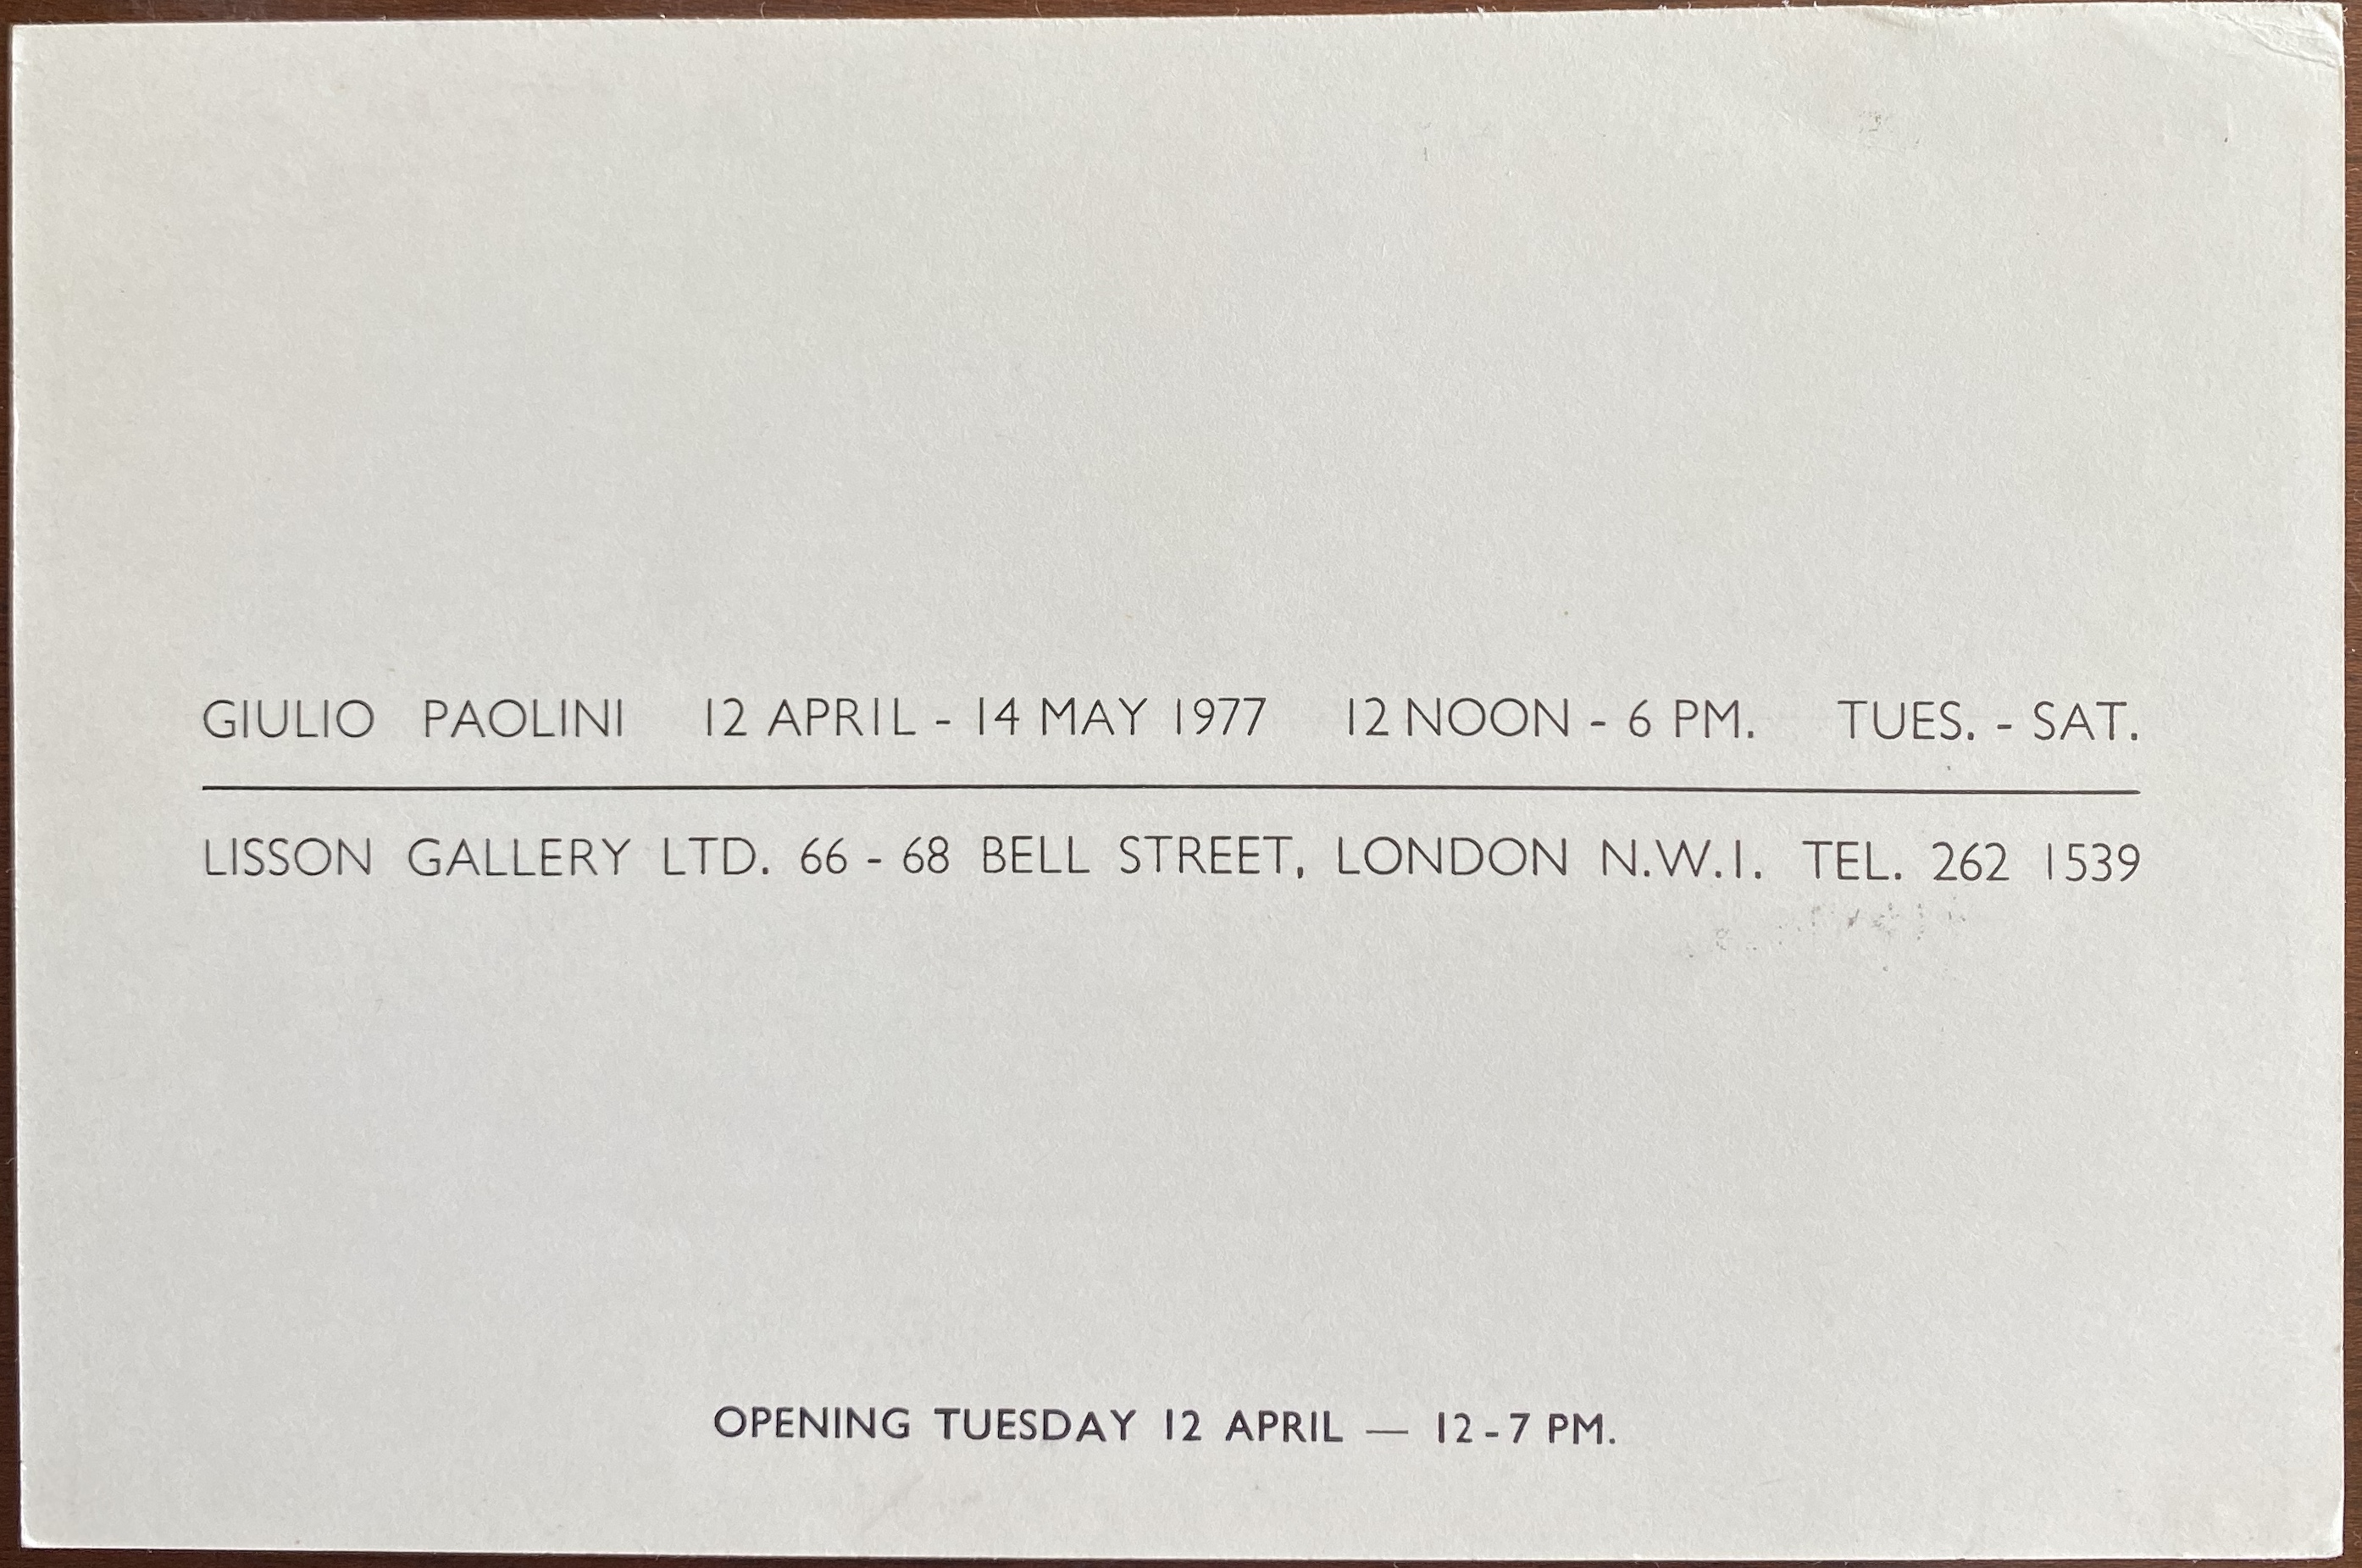 GIULIO PAOLINI 12 APRIL - 14 MAY 1977 12 NOON - 6 PM. TUES. - SAT.
LISSON GALLERY LTD. 66 - 68 BELL STREET, LONDON N.W.I. TEL. 262 1539
OPENING TUESDAY 12 APRIL — 12 - 7 PM.